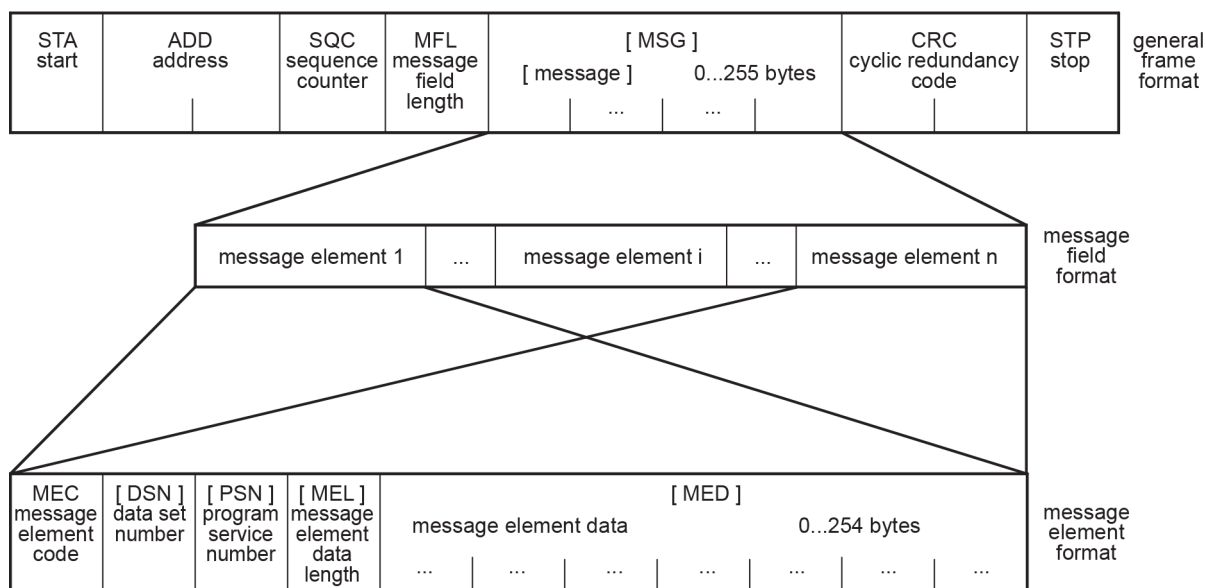 STA
start
ADD
address
SQC
sequence
counter
MFL
message
field
length
[ MSG ]
[ message ] 0...255 bytes
... ...
CRC
cyclic redundancy
code
STP
stop
general
frame
format
message element 1 ... message element i ... message element n
message
field
format
MEC
message
element
code
[ DSN ]
data set
number
[ PSN ]
program
service
number
[ MEL ]
message
element
data
length
[ MED ]
message element data 0...254 bytes
... ... ... ... ... ... ...
message
element
format